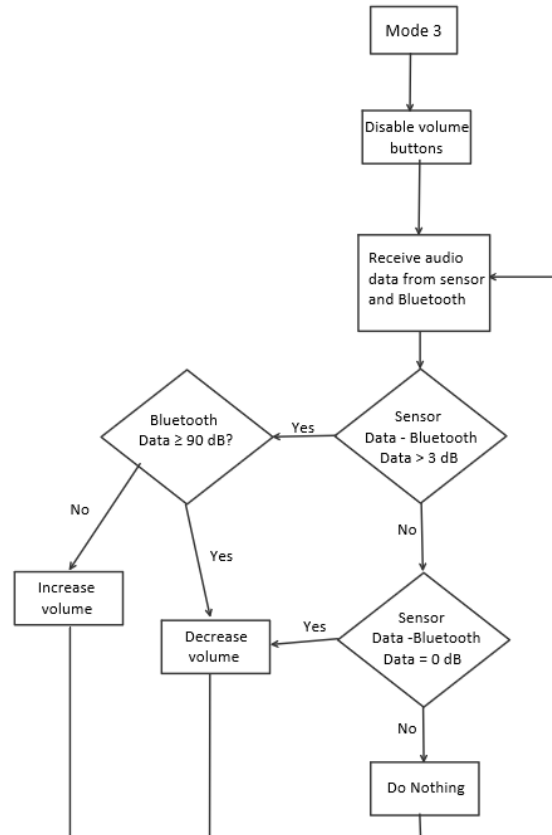 Mode 3
Disable volume
buttons
Receive audio
data from sensor
and Bluetooth
Sensor
Data - Bluetooth
Data > 3 dB
Yes
Bluetooth
Data ≥ 90 dB?
No
Yes
Increase
volume
Decrease
volume
No
Sensor
Data -Bluetooth
Data = 0 dB
Yes
No
Do Nothing